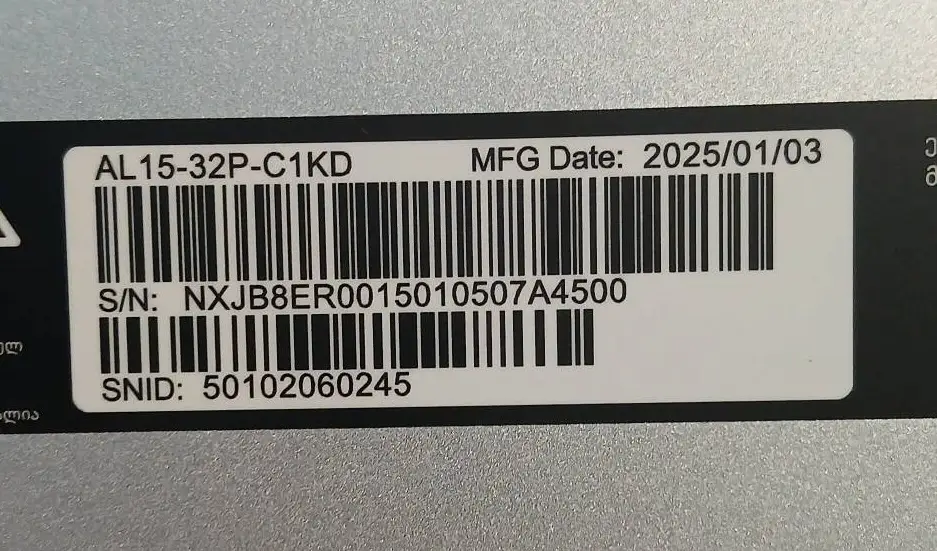 AL15-32P-C1KD MFG Date: 2025/01/03
S/N: NXJB8ER0015010507A4500
SNID: 50102060245